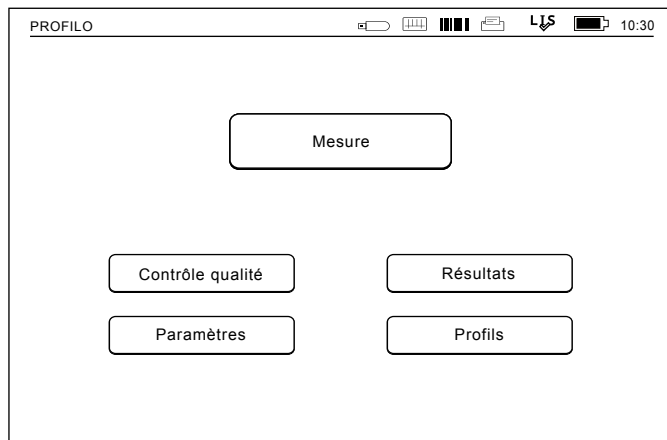 PROFILO LIS 10:30
Mesure
Contrôle qualité Résultats
Paramètres Profils